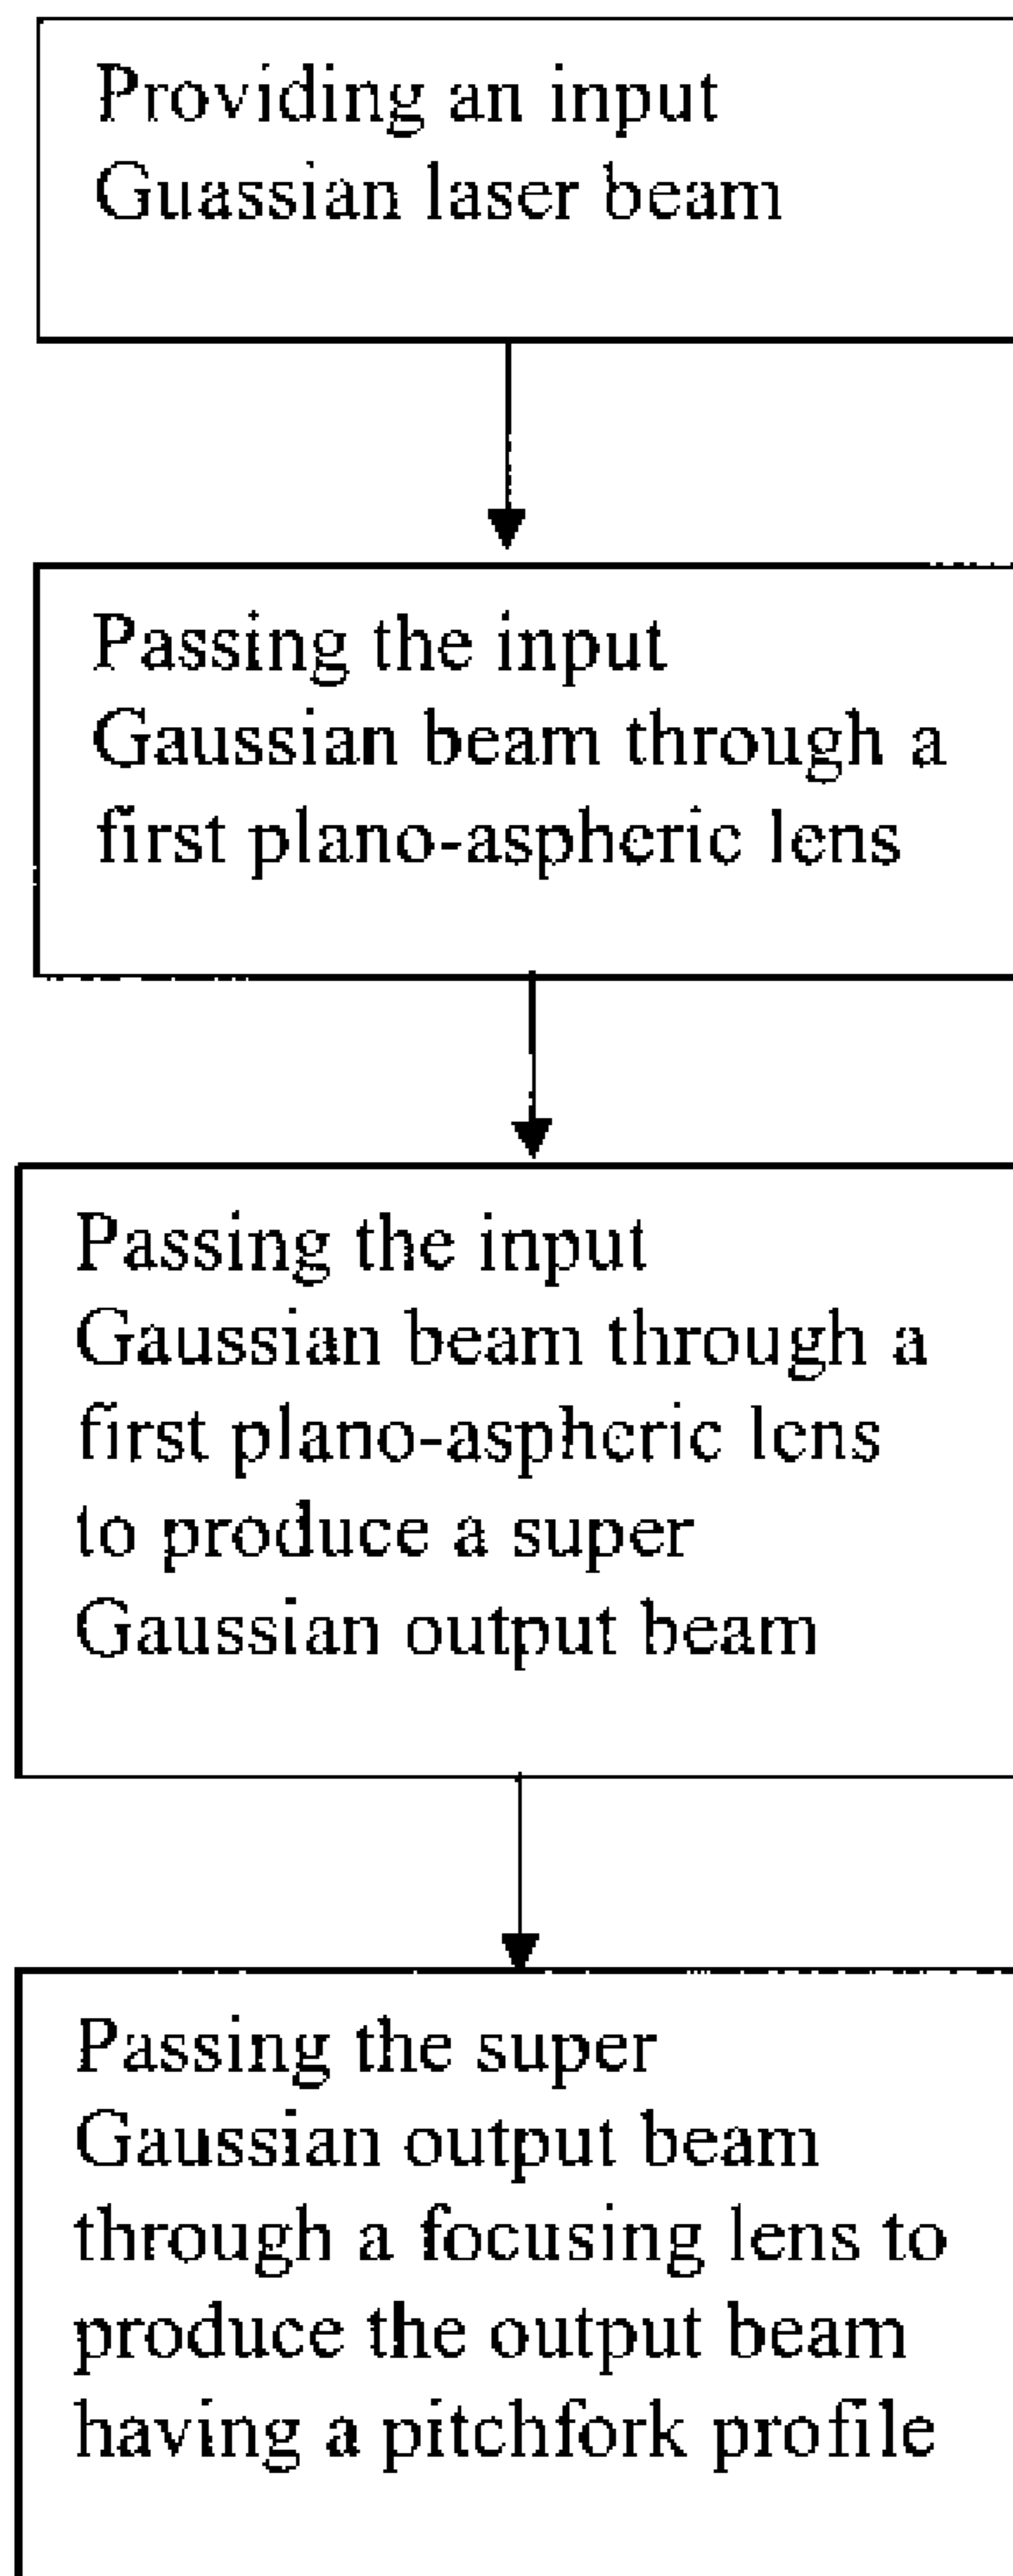 Providing an input
Guassian laser beam
Passing the input
Gaussian beam through a
first plano-aspheric lens
Passing the input
Gaussian beam through a
first plano-aspheric lens
to produce a super
Gaussian output beam
Passing the super
Gaussian output beam
through a focusing lens to
produce the output beam
having a pitchfork profile